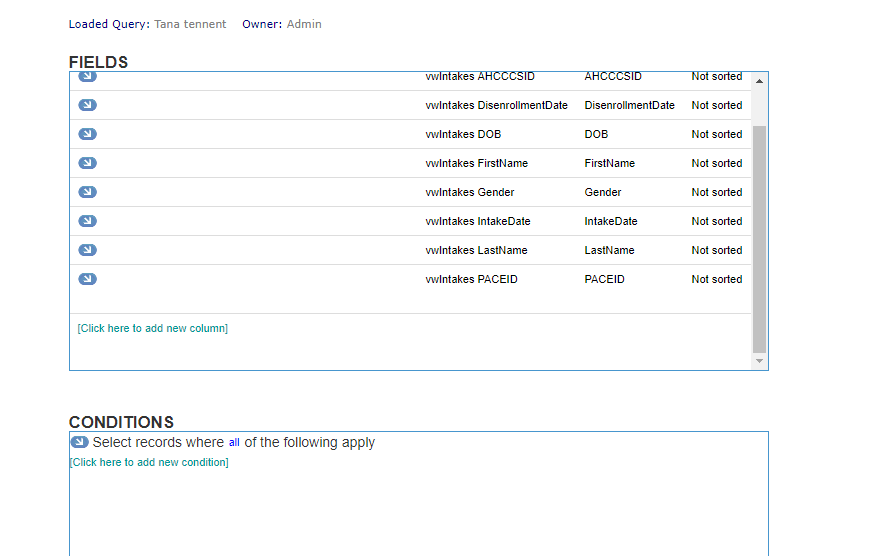 Loaded Query: Tana tennent Owner: Admin
FIELDS
vwIntakes AHCCCSID AHCCCSID Not sorted
vwIntakes DisenrollmentDate DisenrollmentDate Not sorted
vwIntakes DOB DOB Not sorted
vwIntakes FirstName FirstName Not sorted
vwIntakes Gender Gender Not sorted
vwIntakes IntakeDate IntakeDate Not sorted
vwIntakes LastName LastName Not sorted
vwIntakes PACEID PACEID Not sorted
[Click here to add new column]
CONDITIONS
Select records where all of the following apply
[Click here to add new condition]